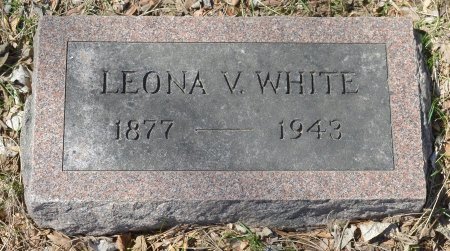 LEONA V. WHITE
1877 — 1943